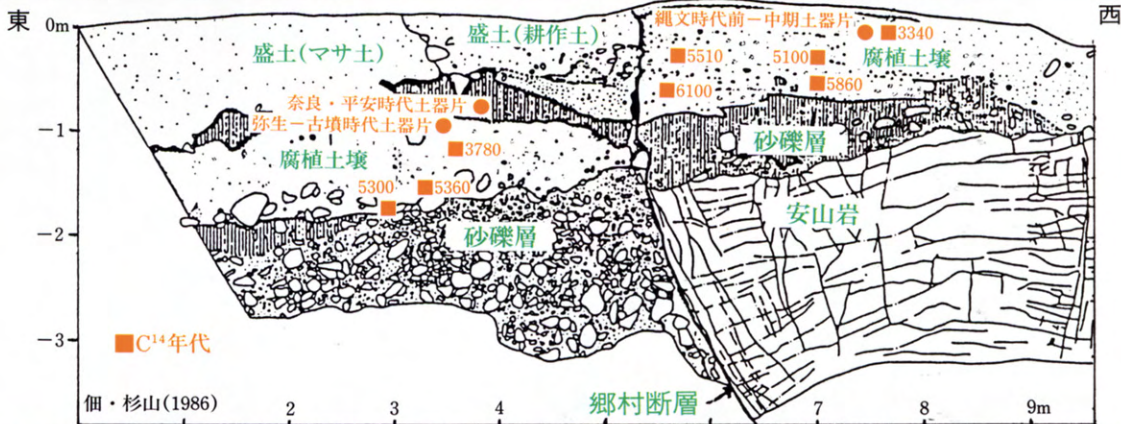 東
西
0m
盛土(マサ土)
盛土(耕作土)
縄文時代前－中期土器片
3340
5510
5100
腐植土壌
6100
5860
奈良・平安時代土器片
弥生－古墳時代土器片
－1
砂礫層
腐植土壌
3780
5300
5360
安山岩
－2
砂礫層
－3
C¹⁴年代
郷村断層
佃・杉山(1986)
2
3
4
7
8
9m